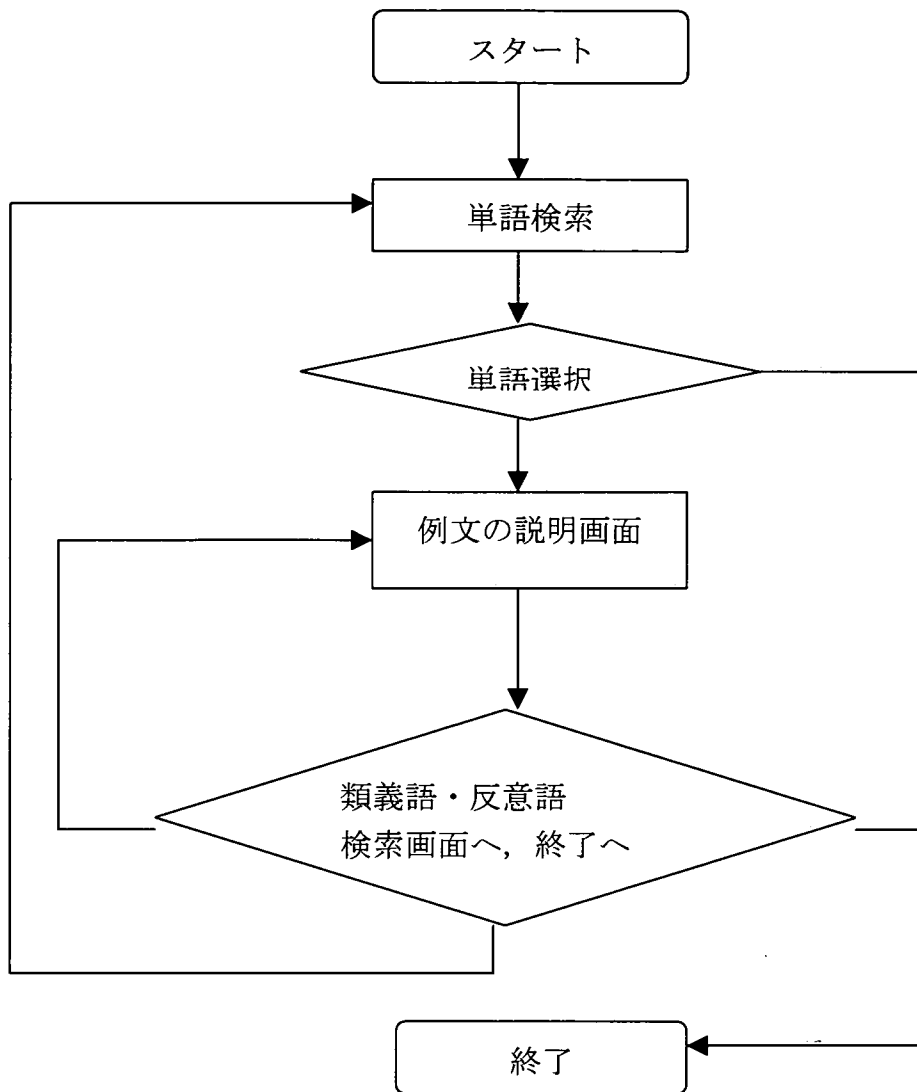 スタート
単語検索
単語選択
例文の説明画面
類義語・反意語
検索画面へ，終了へ
終了